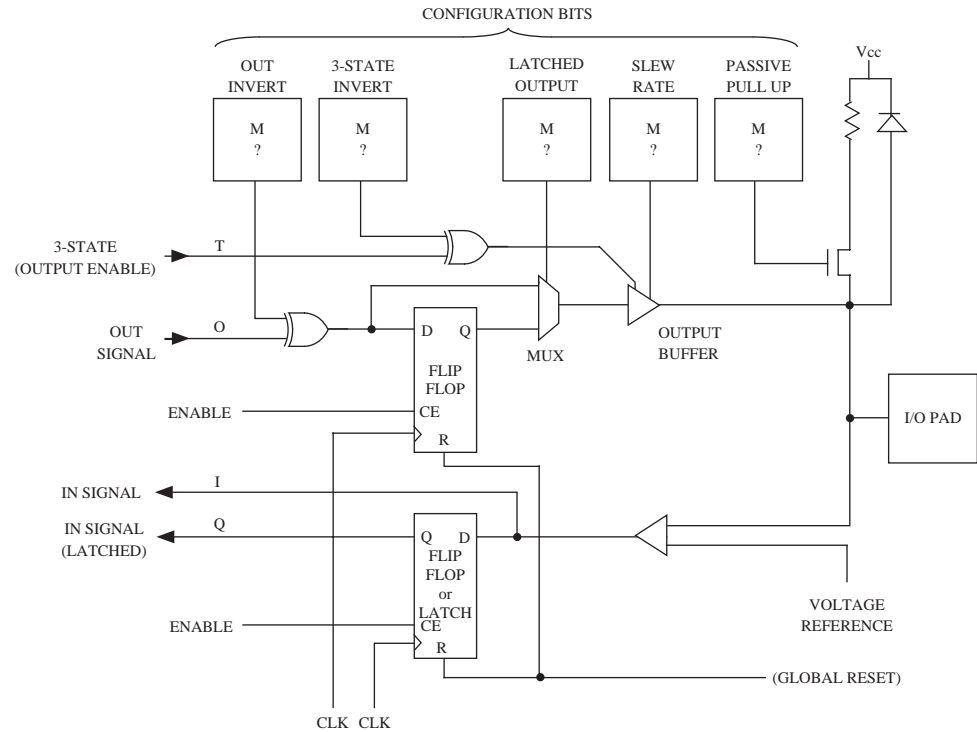 CONFIGURATION BITS
OUT
INVERT
3-STATE
INVERT
LATCHED
OUTPUT
SLEW
RATE
PASSIVE
PULL UP
Vcc
M
?
M
?
M
?
M
?
M
?
3-STATE
(OUTPUT ENABLE)
T
OUT
SIGNAL
O
D
Q
FLIP
FLOP
CE
R
MUX
OUTPUT
BUFFER
ENABLE
I/O PAD
IN SIGNAL
I
IN SIGNAL
(LATCHED)
Q
Q
D
FLIP
FLOP
or
LATCH
CE
R
ENABLE
VOLTAGE
REFERENCE
(GLOBAL RESET)
CLK
CLK